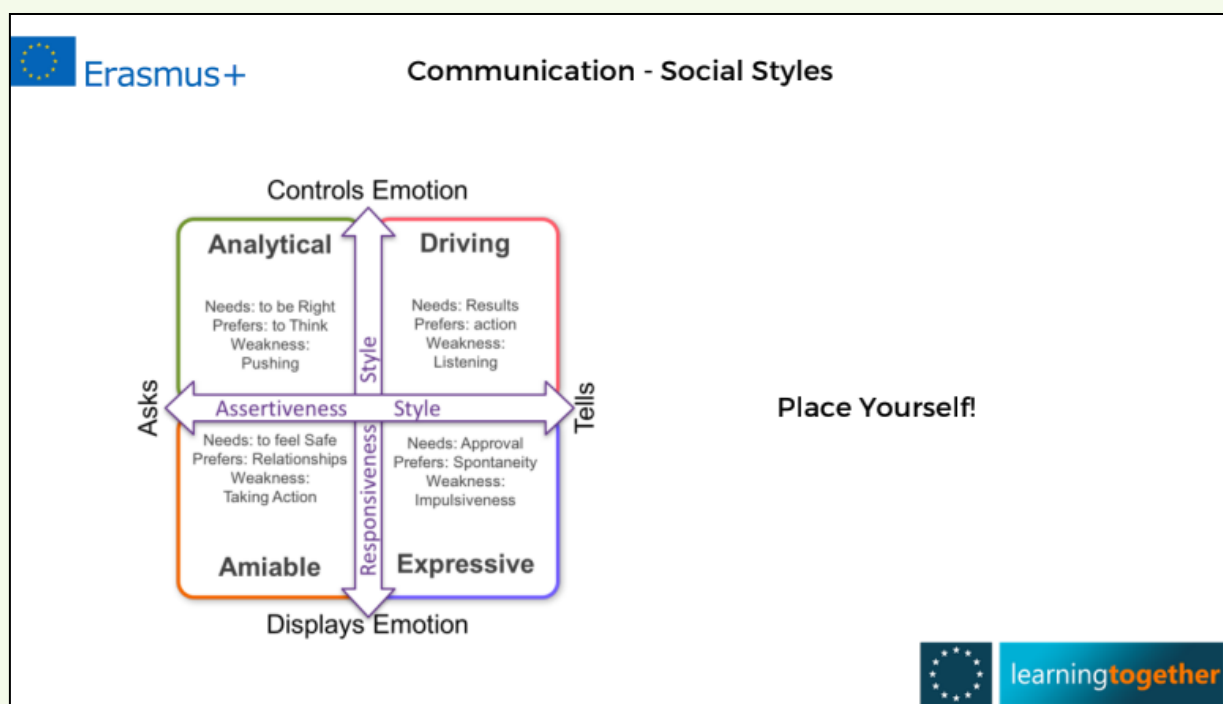 Erasmus+
Communication - Social Styles
Controls Emotion
Analytical
Needs: to be Right
Prefers: to Think
Weakness:
Pushing
Driving
Needs: Results
Prefers: action
Weakness:
Listening
Asks
Assertiveness Style
Tells
Responsiveness Style
Needs: to feel Safe
Prefers: Relationships
Weakness:
Taking Action
Amiable
Needs: Approval
Prefers: Spontaneity
Weakness:
Impulsiveness
Expressive
Displays Emotion
Place Yourself!
learningtogether